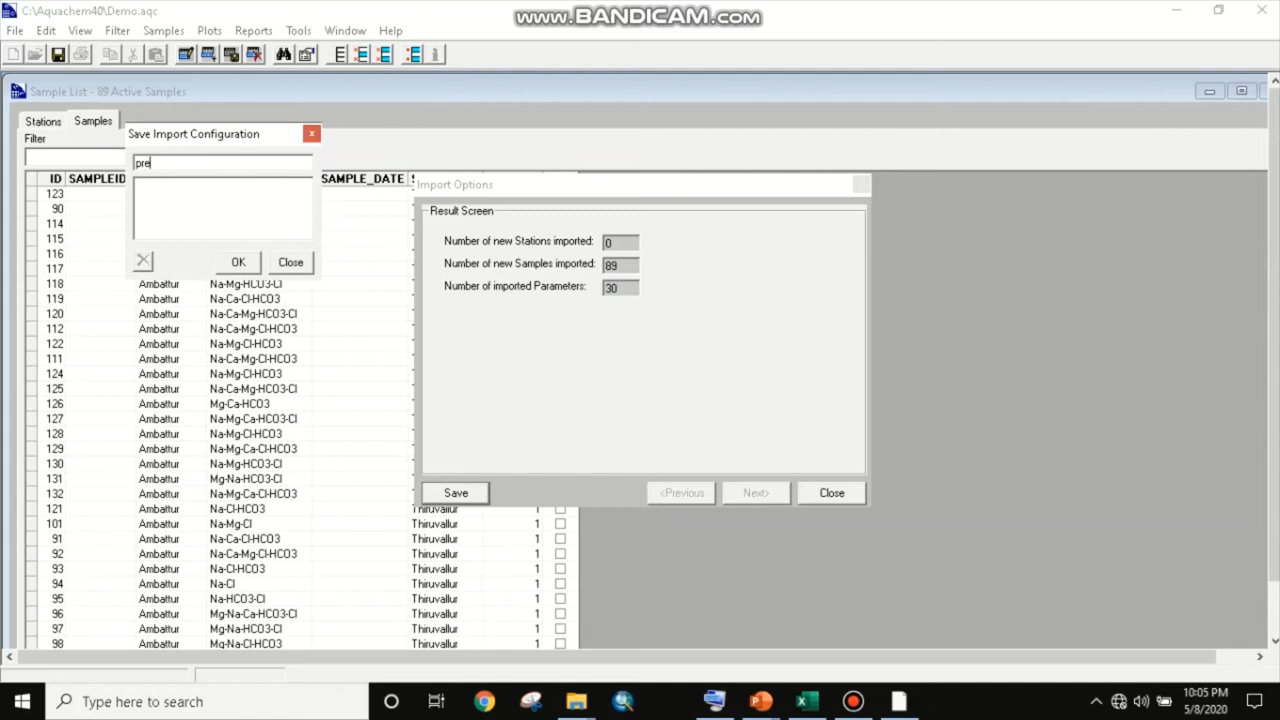 C:\Aquachem40\Demo.aqc
www.BANDICAM.com
File Edit View Filter Samples Plots Reports Tools Window Help
Sample List - 89 Active Samples
Stations Samples
Filter
Save Import Configuration
pre
OK Close
Import Options
Result Screen
Number of new Stations imported: 0
Number of new Samples imported: 89
Number of imported Parameters: 30
Save <Previous Next> Close
ID SAMPLEID SAMPLE_DATE
123
90
114
115
116
117
118 Ambattur Na-Mg-HCO3-Cl
119 Ambattur Na-Ca-Cl-HCO3
120 Ambattur Na-Ca-Mg-HCO3-Cl
112 Ambattur Na-Ca-Mg-Cl-HCO3
122 Ambattur Na-Mg-Cl-HCO3
111 Ambattur Na-Ca-Mg-Cl-HCO3
124 Ambattur Na-Mg-Cl-HCO3
125 Ambattur Na-Ca-Mg-HCO3-Cl
126 Ambattur Mg-Ca-HCO3
127 Ambattur Na-Mg-Ca-HCO3-Cl
128 Ambattur Na-Mg-Cl-HCO3
129 Ambattur Na-Mg-Ca-Cl-HCO3
130 Ambattur Na-Mg-HCO3-Cl
131 Ambattur Mg-Na-HCO3-Cl
132 Ambattur Na-Mg-Ca-Cl-HCO3
121 Ambattur Na-Cl-HCO3 Thiruvallur 1
101 Ambattur Na-Mg-Cl Thiruvallur 1
91 Ambattur Na-Ca-Cl-HCO3 Thiruvallur 1
92 Ambattur Na-Ca-Mg-Cl-HCO3 Thiruvallur 1
93 Ambattur Na-Cl-HCO3 Thiruvallur 1
94 Ambattur Na-Cl Thiruvallur 1
95 Ambattur Na-HCO3-Cl Thiruvallur 1
96 Ambattur Mg-Na-Ca-HCO3-Cl Thiruvallur 1
97 Ambattur Mg-Na-HCO3-Cl Thiruvallur 1
98 Ambattur Mg-Na-Cl-HCO3 Thiruvallur 1
Type here to search
10:05 PM
5/8/2020